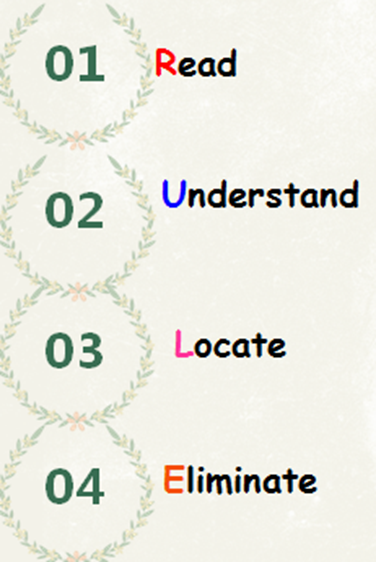 01 Read
02 Understand
03 Locate
04 Eliminate